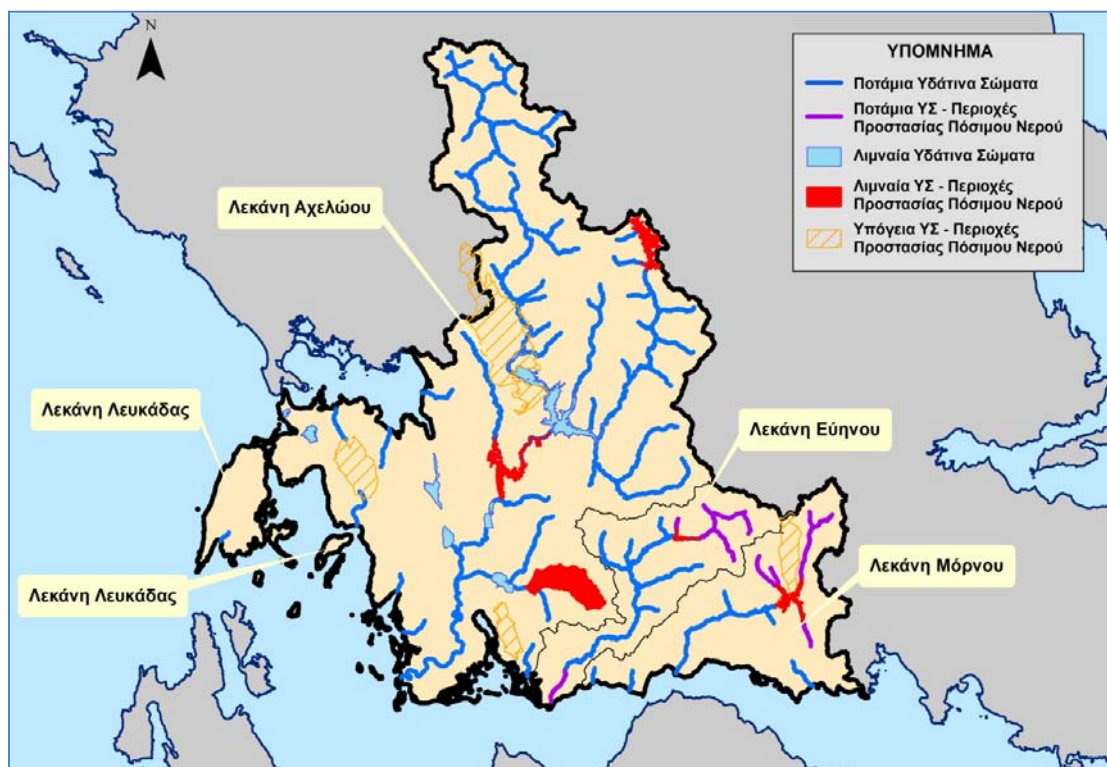 N
ΥΠΟΜΝΗΜΑ
Ποτάμια Υδάτινα Σώματα
Ποτάμια ΥΣ - Περιοχές
Προστασίας Πόσιμου Νερού
Λιμναία Υδάτινα Σώματα
Λιμναία ΥΣ - Περιοχές
Προστασίας Πόσιμου Νερού
Υπόγεια ΥΣ - Περιοχές
Προστασίας Πόσιμου Νερού
Λεκάνη Αχελώου
Λεκάνη Λευκάδας
Λεκάνη Εύηνου
Λεκάνη Μόρνου
Λεκάνη Λευκάδας